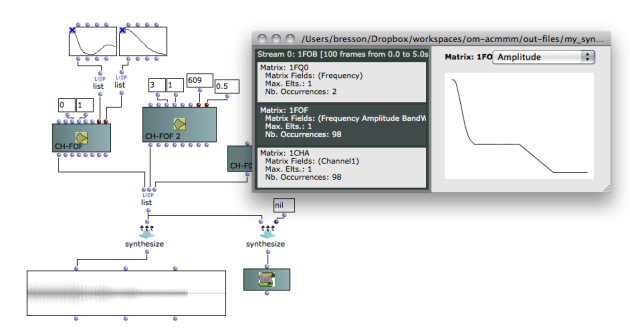 /Users/bresson/Dropbox/workspaces/om-acmmm/out-files/my_syn...
Stream 0: 1FOB [100 frames from 0.0 to 5.0s
Matrix: 1FQ0
Matrix Fields: (Frequency)
Max. Elts.: 1
Nb. Occurrences: 2
Matrix: 1FOF
Matrix Fields: (Frequency Amplitude BandW
Max. Elts.: 1
Nb. Occurrences: 98
Matrix: 1CHA
Matrix Fields: (Channel1)
Max. Elts.: 1
Nb. Occurrences: 98
Matrix: 1FO
Amplitude
LISP
list
LISP
list
0
1
3
1
609
0.5
CH-FOF
CH-FOF 2
CH-FO
LISP
list
nil
synthesize
synthesize